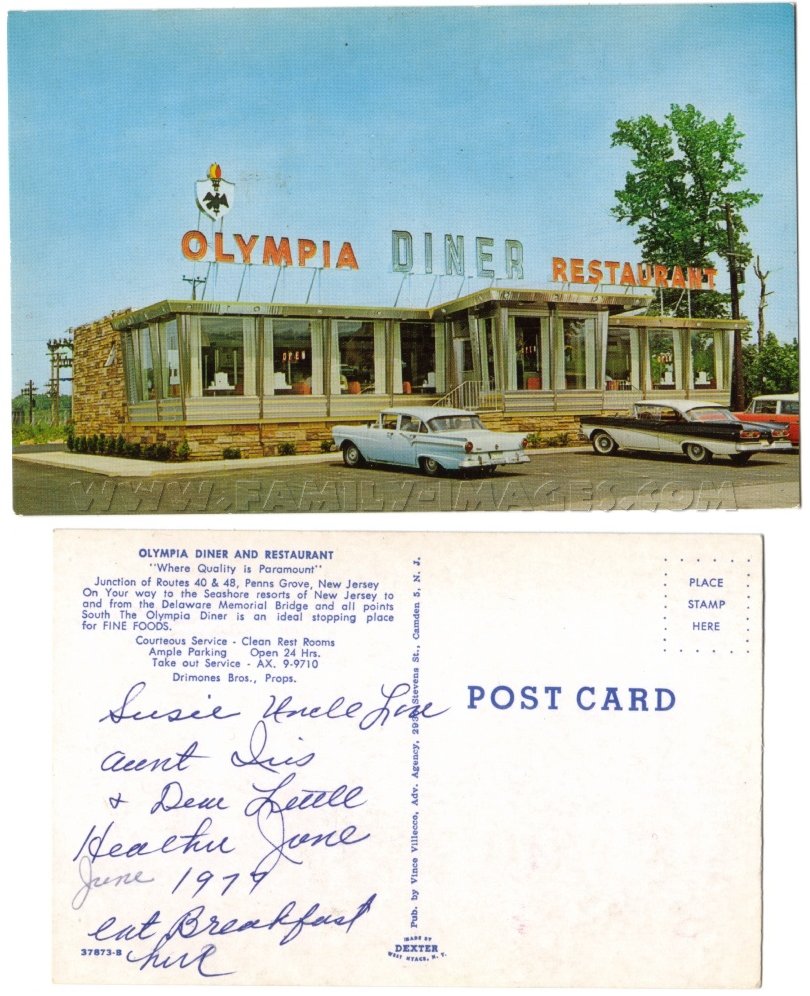 OLYMPIA DINER RESTAURANT
OPEN
OPEN
OPEN
WWW.FAMILY-IMAGES.COM
OLYMPIA DINER AND RESTAURANT
"Where Quality is Paramount"
Junction of Routes 40 & 48, Penns Grove, New Jersey
On Your way to the Seashore resorts of New Jersey to
and from the Delaware Memorial Bridge and all points
South The Olympia Diner is an ideal stopping place
for FINE FOODS.
Courteous Service - Clean Rest Rooms
Ample Parking Open 24 Hrs.
Take out Service - AX. 9-9710
Drimones Bros., Props.
Susie Uncle Lou
aunt Iris
+ Dear Little
Heather Jone
June 1979
eat Breakfast
here
37873-B
Pub. by Vince Villecco, Adv. Agency, Stevens St., Camden 5, N. J.
MADE BY
DEXTER
WEST NYACK, N. Y.
PLACE
STAMP
HERE
POST CARD